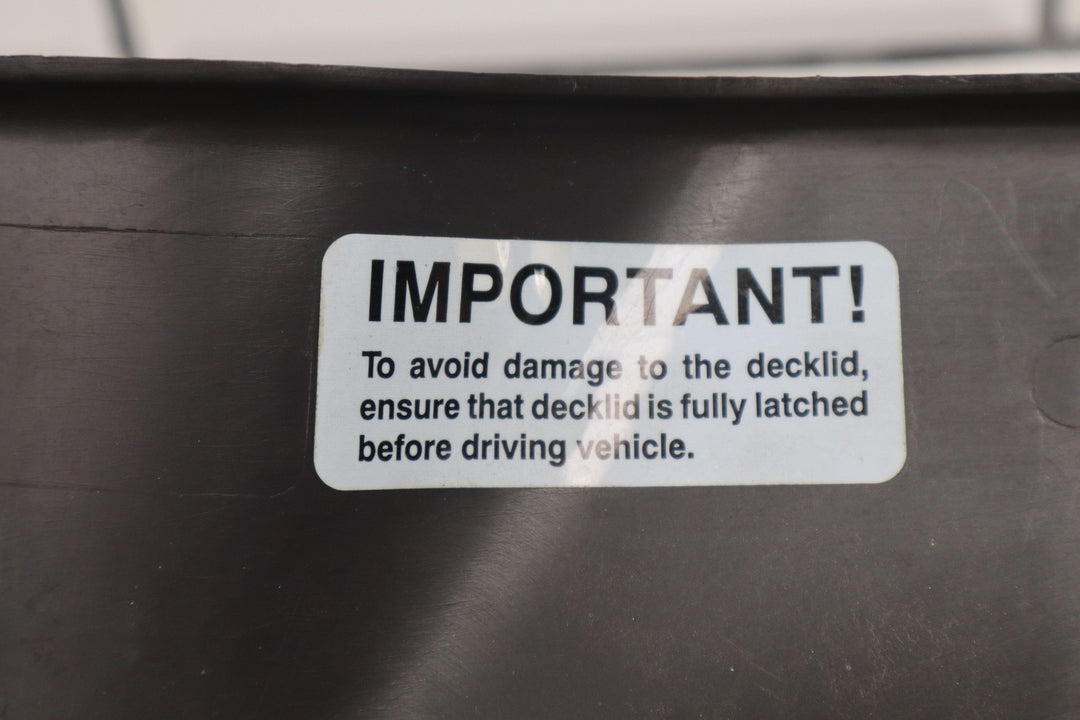 IMPORTANT!
To avoid damage to the decklid,
ensure that decklid is fully latched
before driving vehicle.